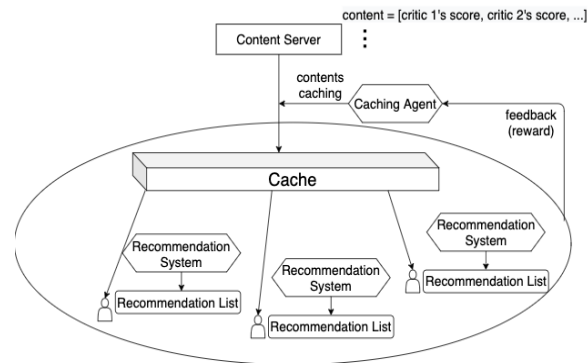 content = [critic 1's score, critic 2's score, ...]
Content Server
contents
caching
Caching Agent
feedback
(reward)
Cache
Recommendation
System
Recommendation List
Recommendation
System
Recommendation List
Recommendation
System
Recommendation List